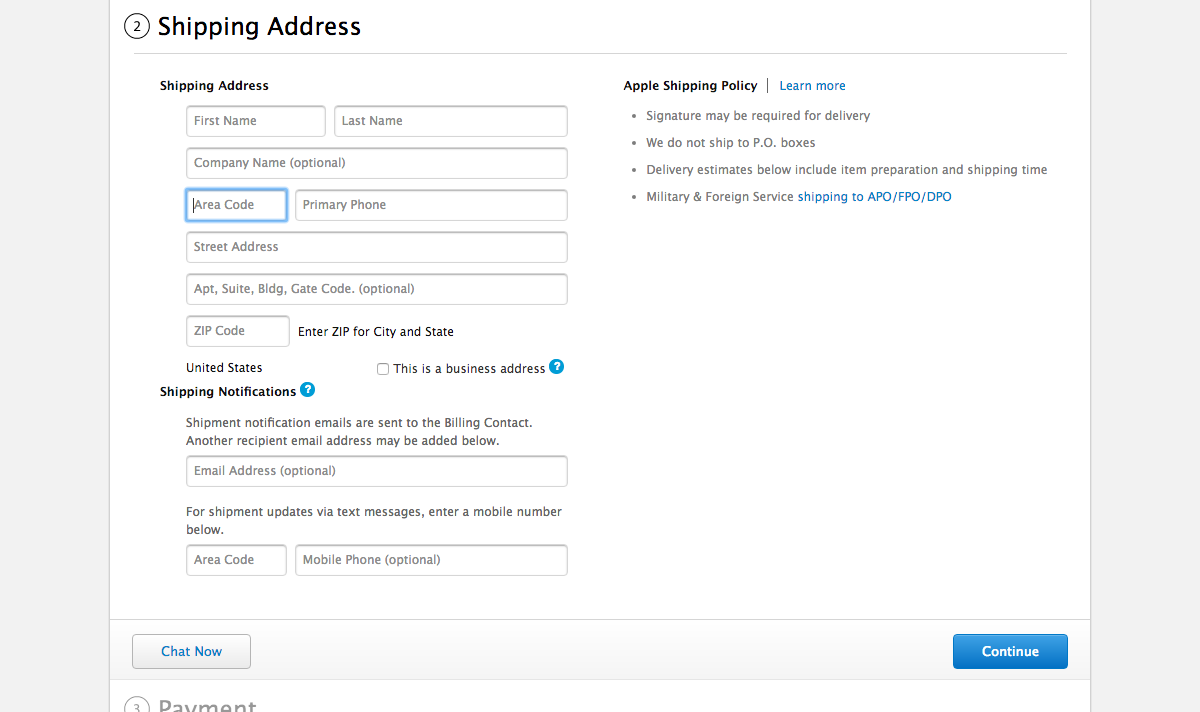 2 Shipping Address
Shipping Address
First Name Last Name
Company Name (optional)
Area Code Primary Phone
Street Address
Apt, Suite, Bldg, Gate Code. (optional)
ZIP Code Enter ZIP for City and State
United States This is a business address ?
Shipping Notifications ?
Shipment notification emails are sent to the Billing Contact.
Another recipient email address may be added below.
Email Address (optional)
For shipment updates via text messages, enter a mobile number
below.
Area Code Mobile Phone (optional)
Apple Shipping Policy | Learn more
• Signature may be required for delivery
• We do not ship to P.O. boxes
• Delivery estimates below include item preparation and shipping time
• Military & Foreign Service shipping to APO/FPO/DPO
Chat Now Continue
3 Payment